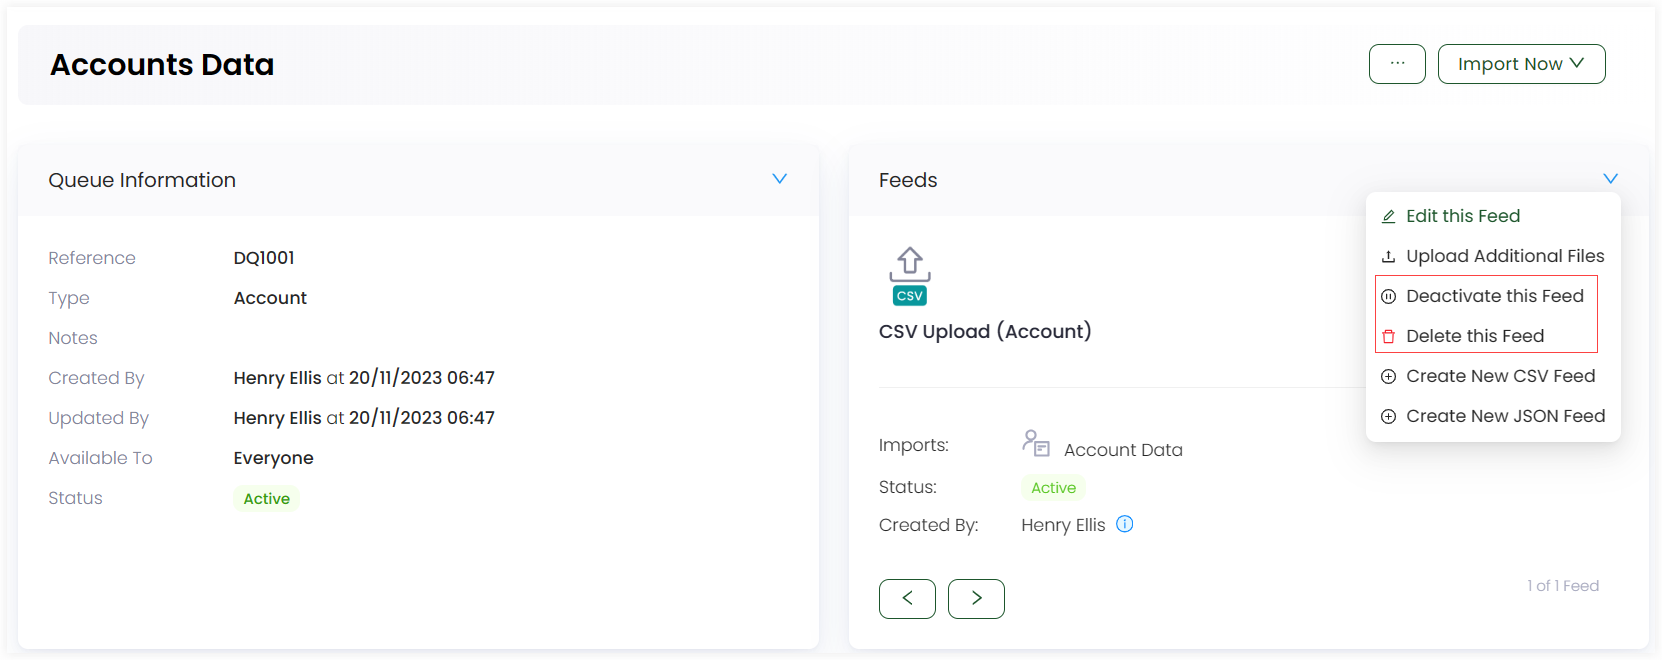 Accounts Data
...
Import Now
Queue Information
Reference DQ1001
Type Account
Notes
Created By Henry Ellis at 20/11/2023 06:47
Updated By Henry Ellis at 20/11/2023 06:47
Available To Everyone
Status Active
Feeds
CSV
CSV Upload (Account)
Edit this Feed
Upload Additional Files
Deactivate this Feed
Delete this Feed
Create New CSV Feed
Create New JSON Feed
Imports: Account Data
Status: Active
Created By: Henry Ellis
< >
1 of 1 Feed